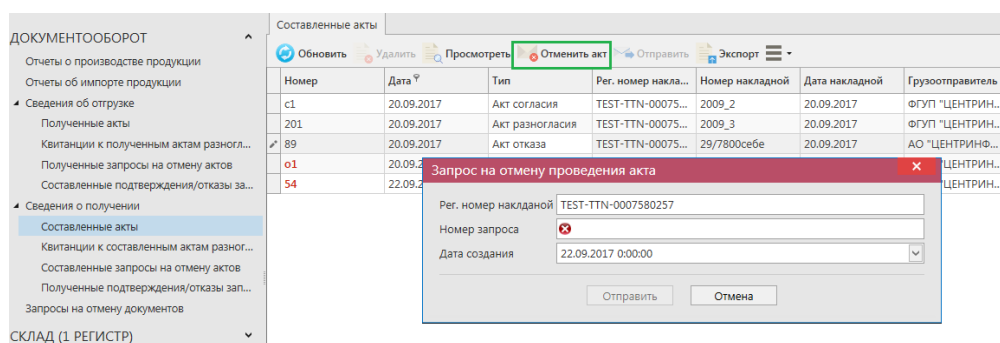 Составленные акты
ДОКУМЕНТООБОРОТ
Отчеты о производстве продукции
Отчеты об импорте продукции
Сведения об отгрузке
Полученные акты
Квитанции к полученным актам разногл...
Полученные запросы на отмену актов
Составленные подтверждения/отказы за...
Сведения о получении
Составленные акты
Квитанции к составленным актам разног...
Составленные запросы на отмену актов
Полученные подтверждения/отказы зап...
Запросы на отмену документов
СКЛАД (1 РЕГИСТР)
Обновить Удалить Просмотреть Отменить акт Отправить Экспорт
Номер Дата Тип Рег. номер накла... Номер накладной Дата накладной Грузоотправитель
c1 20.09.2017 Акт согласия TEST-TTN-00075... 2009_2 20.09.2017 ФГУП "ЦЕНТРИН...
201 20.09.2017 Акт разногласия TEST-TTN-00075... 2009_3 20.09.2017 ФГУП "ЦЕНТРИН...
89 20.09.2017 Акт отказа TEST-TTN-00075... 29/7800себе 20.09.2017 АО "ЦЕНТРИНФ...
o1 20.09.2 ЦЕНТРИН...
54 22.09.2 ЦЕНТРИН...
Запрос на отмену проведения акта
Рег. номер наклданой TEST-TTN-0007580257
Номер запроса
Дата создания 22.09.2017 0:00:00
Отправить Отмена